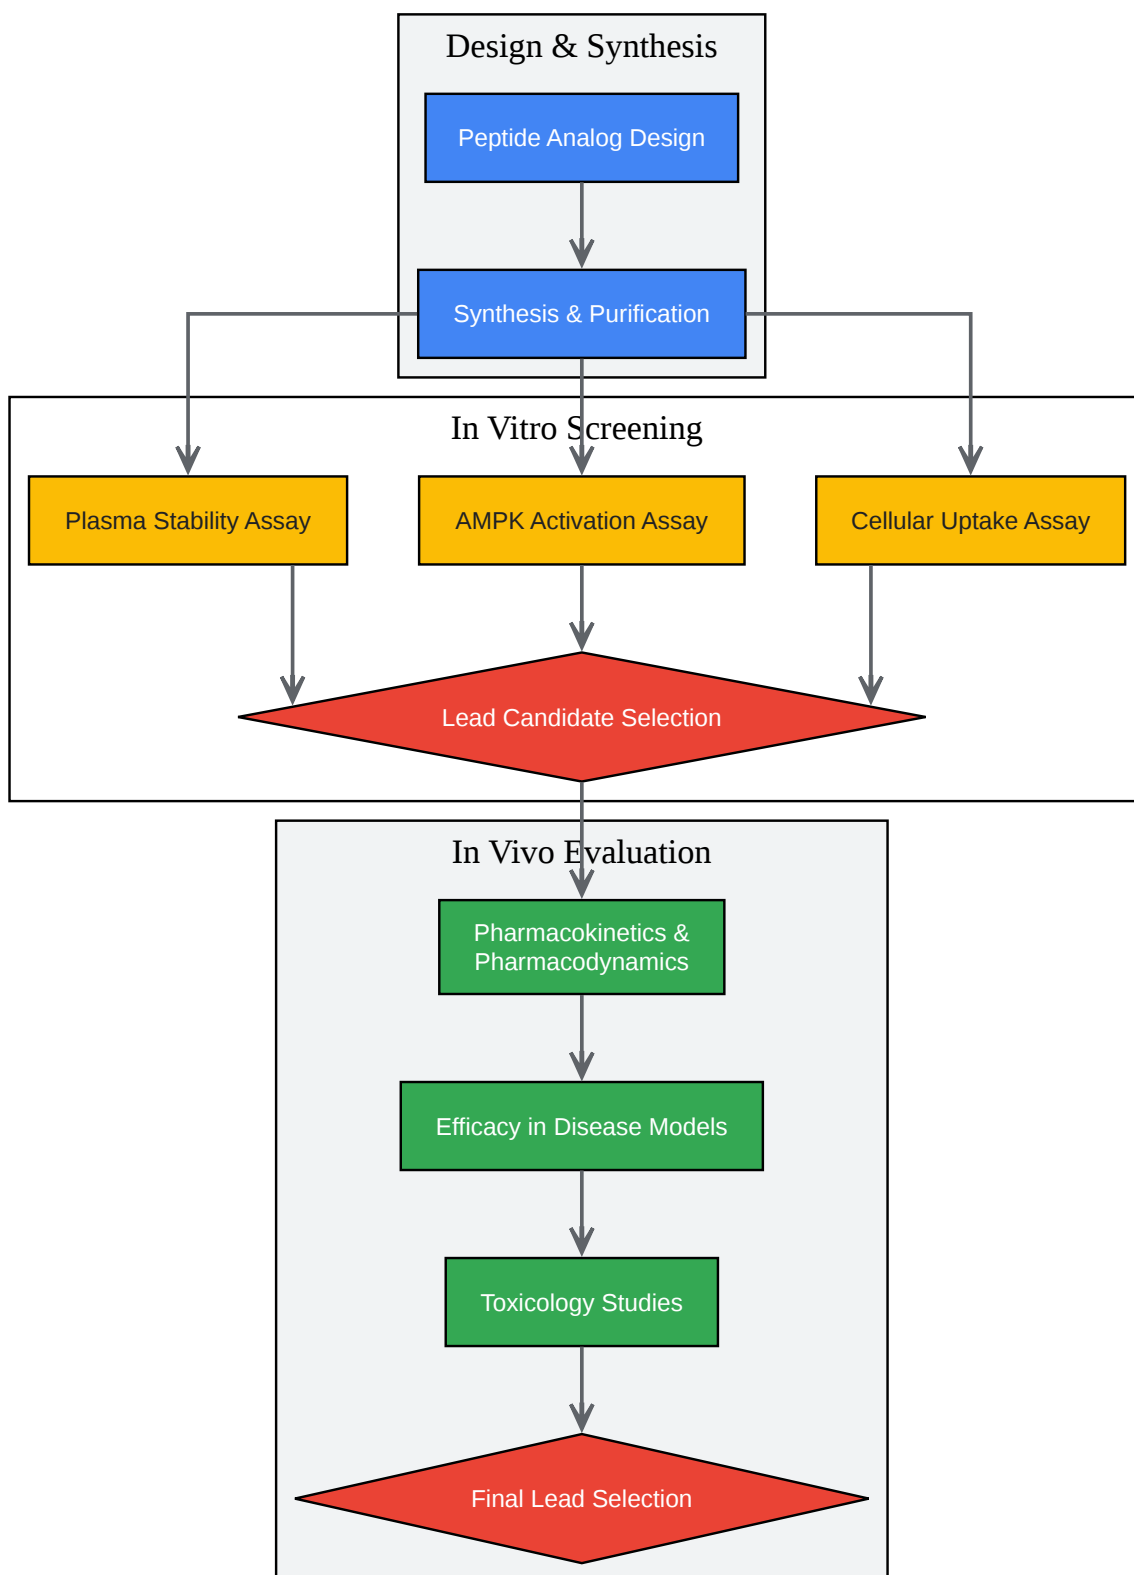 Design & Synthesis
Peptide Analog Design
Synthesis & Purification
In Vitro Screening
Plasma Stability Assay
AMPK Activation Assay
Cellular Uptake Assay
Lead Candidate Selection
In Vivo Evaluation
Pharmacokinetics &
Pharmacodynamics
Efficacy in Disease Models
Toxicology Studies
Final Lead Selection